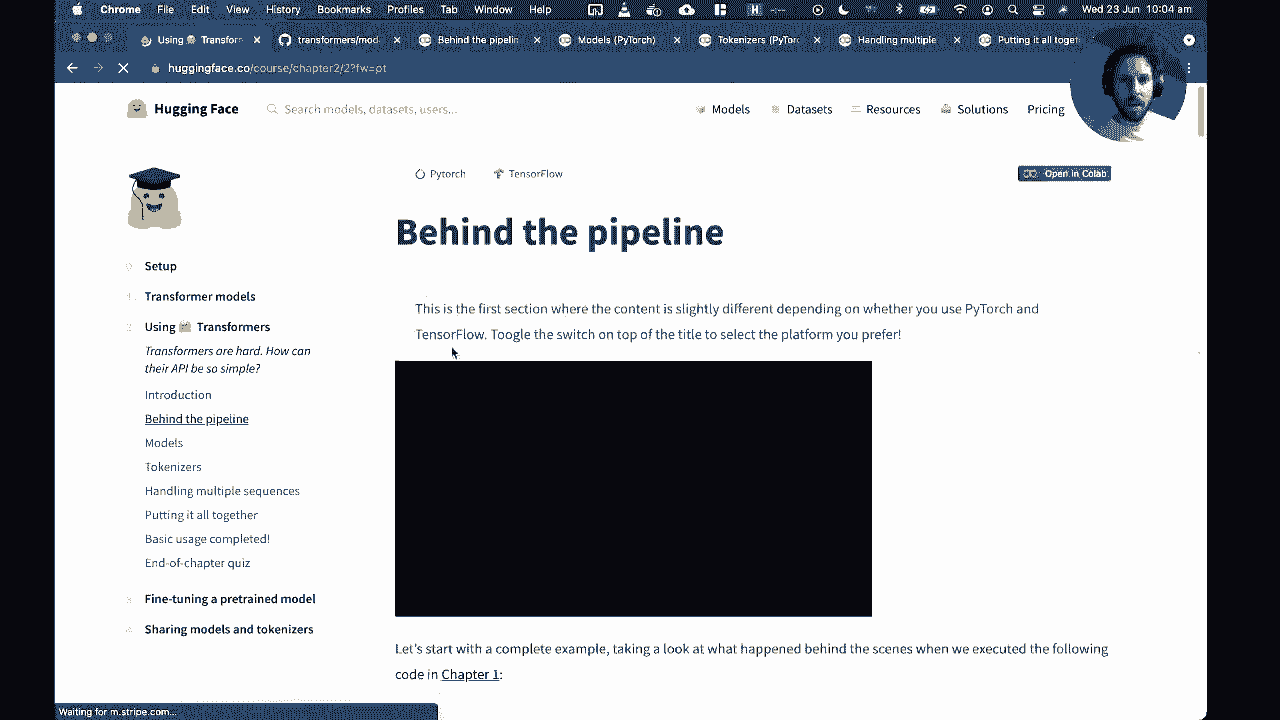 Chrome File Edit View History Bookmarks Profiles Tab Window Help Wed 23 Jun 10:04 am
Using 🤗 Transfors transformers/mod Behind the pipelin Models (PyTorch) Tokenizers (PyTorc Handling multiple Putting it all toget
huggingface.co/course/chapter2/2?fw=pt
Hugging Face Search models, datasets, users... Models Datasets Resources Solutions Pricing
Pytorch TensorFlow Open in Colab
Behind the pipeline
Setup
1. Transformer models
2 Using 🤗 Transformers
Transformers are hard. How can
their API be so simple?
Introduction
Behind the pipeline
Models
Tokenizers
Handling multiple sequences
Putting it all together
Basic usage completed!
End-of-chapter quiz
Fine-tuning a pretrained model
Sharing models and tokenizers
This is the first section where the content is slightly different depending on whether you use PyTorch and
TensorFlow. Toogle the switch on top of the title to select the platform you prefer!
Let's start with a complete example, taking a look at what happened behind the scenes when we executed the following
code in Chapter 1:
Waiting for m.stripe.com...